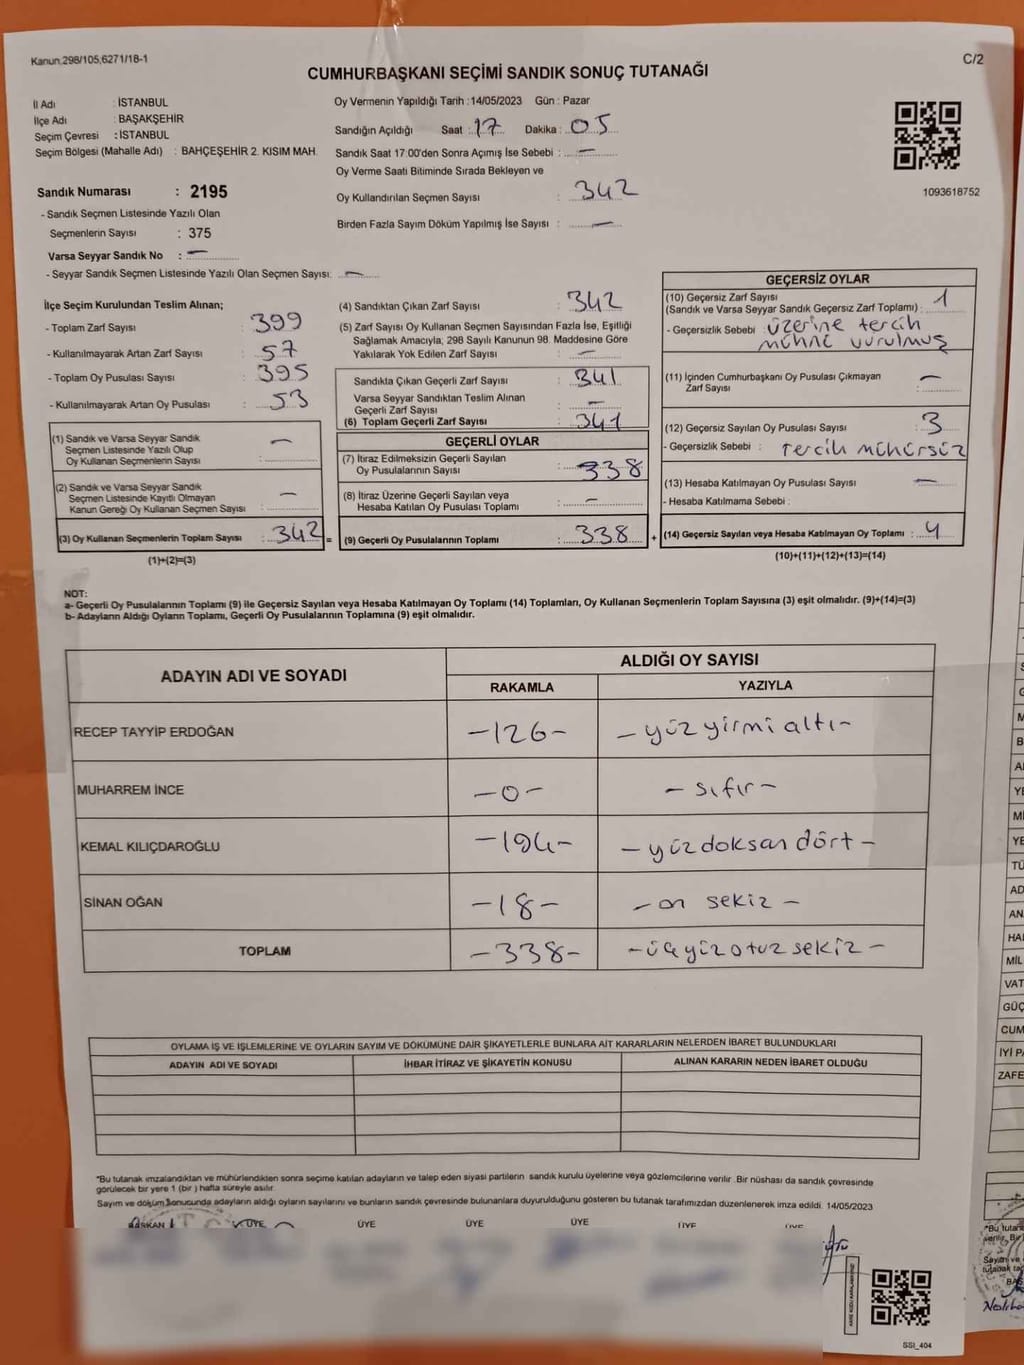 Kanun.298/105,6271/18-1
C/2
CUMHURBAŞKANI SEÇİMİ SANDIK SONUÇ TUTANAĞI
İl Adı : İSTANBUL
İlçe Adı : BAŞAKŞEHİR
Seçim Çevresi : İSTANBUL
Seçim Bölgesi (Mahalle Adı) : BAHÇEŞEHİR 2. KISIM MAH.
Sandık Numarası : 2195
- Sandık Seçmen Listesinde Yazılı Olan
Seçmenlerin Sayısı : 375
Varsa Seyyar Sandık No : —
- Seyyar Sandık Seçmen Listesinde Yazılı Olan Seçmen Sayısı: —
Oy Vermenin Yapıldığı Tarih : 14/05/2023 Gün : Pazar
Sandığın Açıldığı Saat : 17 Dakika : 05
Sandık Saat 17:00'den Sonra Açımış İse Sebebi : —
Oy Verme Saati Bitiminde Sırada Bekleyen ve
Oy Kullandırılan Seçmen Sayısı : 342
Birden Fazla Sayım Döküm Yapılmış İse Sayısı : —
1093618752
İlçe Seçim Kurulundan Teslim Alınan;
- Toplam Zarf Sayısı : 399
- Kullanılmayarak Artan Zarf Sayısı : 57
- Toplam Oy Pusulası Sayısı : 395
- Kullanılmayarak Artan Oy Pusulası : 53
(1) Sandık ve Varsa Seyyar Sandık
Seçmen Listesinde Yazılı Olup
Oy Kullanan Seçmenlerin Sayısı : —
(2) Sandık ve Varsa Seyyar Sandık
Seçmen Listesinde Kayıtlı Olmayan
Kanun Gereği Oy Kullanan Seçmen Sayısı : —
(3) Oy Kullanan Seçmenlerin Toplam Sayısı : 342 =
(1)+(2)=(3)
(4) Sandıktan Çıkan Zarf Sayısı : 342
(5) Zarf Sayısı Oy Kullanan Seçmen Sayısından Fazla İse, Eşitliği
Sağlamak Amacıyla; 298 Sayılı Kanunun 98. Maddesine Göre
Yakılarak Yok Edilen Zarf Sayısı : —
Sandıkta Çıkan Geçerli Zarf Sayısı : 341
Varsa Seyyar Sandıktan Teslim Alınan
Geçerli Zarf Sayısı : —
(6) Toplam Geçerli Zarf Sayısı : 341
GEÇERLİ OYLAR
(7) İtiraz Edilmeksizin Geçerli Sayılan
Oy Pusulalarının Sayısı : 338
(8) İtiraz Üzerine Geçerli Sayılan veya
Hesaba Katılan Oy Pusulası Toplamı : —
(9) Geçerli Oy Pusulalarının Toplamı : 338 +
GEÇERSİZ OYLAR
(10) Geçersiz Zarf Sayısı
(Sandık ve Varsa Seyyar Sandık Geçersiz Zarf Toplamı) : 1
- Geçersizlik Sebebi : üzerine tercih
mührü vurulmuş
(11) İçinden Cumhurbaşkanı Oy Pusulası Çıkmayan
Zarf Sayısı : —
(12) Geçersiz Sayılan Oy Pusulası Sayısı : 3
- Geçersizlik Sebebi : Tercih mühürsüz
(13) Hesaba Katılmayan Oy Pusulası Sayısı : —
- Hesaba Katılmama Sebebi :
(14) Geçersiz Sayılan veya Hesaba Katılmayan Oy Toplamı : 4
(10)+(11)+(12)+(13)=(14)
NOT:
a- Geçerli Oy Pusulalarının Toplamı (9) ile Geçersiz Sayılan veya Hesaba Katılmayan Oy Toplamı (14) Toplamları, Oy Kullanan Seçmenlerin Toplam Sayısına (3) eşit olmalıdır. (9)+(14)=(3)
b- Adayların Aldığı Oyların Toplamı, Geçerli Oy Pusulalarının Toplamına (9) eşit olmalıdır.
ADAYIN ADI VE SOYADI
ALDIĞI OY SAYISI
RAKAMLA YAZIYLA
RECEP TAYYİP ERDOĞAN -126- - yüz yirmi altı -
MUHARREM İNCE -0- - sıfır -
KEMAL KILIÇDAROĞLU -194- - yüz doksan dört -
SİNAN OĞAN -18- - on sekiz -
TOPLAM -338- - üç yüz otuz sekiz -
OYLAMA İŞ VE İŞLEMLERİNE VE OYLARIN SAYIM VE DÖKÜMÜNE DAİR ŞİKAYETLERLE BUNLARA AİT KARARLARIN NELERDEN İBARET BULUNDUKLARI
ADAYIN ADI VE SOYADI İHBAR İTİRAZ VE ŞİKAYETİN KONUSU ALINAN KARARIN NEDEN İBARET OLDUĞU
*Bu tutanak imzalandıktan ve mühürlendikten sonra seçime katılan adayların ve talep eden siyasi partilerin sandık kurulu üyelerine veya gözlemcilerine verilir. Bir nüshası da sandık çevresinde
görülecek bir yere 1 (bir) hafta süreyle asılır.
Sayım ve döküm sonucunda adayların aldığı oyların sayılarını ve bunların sandık çevresinde bulunanlara duyurulduğunu gösteren bu tutanak tarafımızdan düzenlenerek imza edildi. 14/05/2023
BAŞKAN ÜYE ÜYE ÜYE ÜYE ÜYE ÜYE
SSI_404